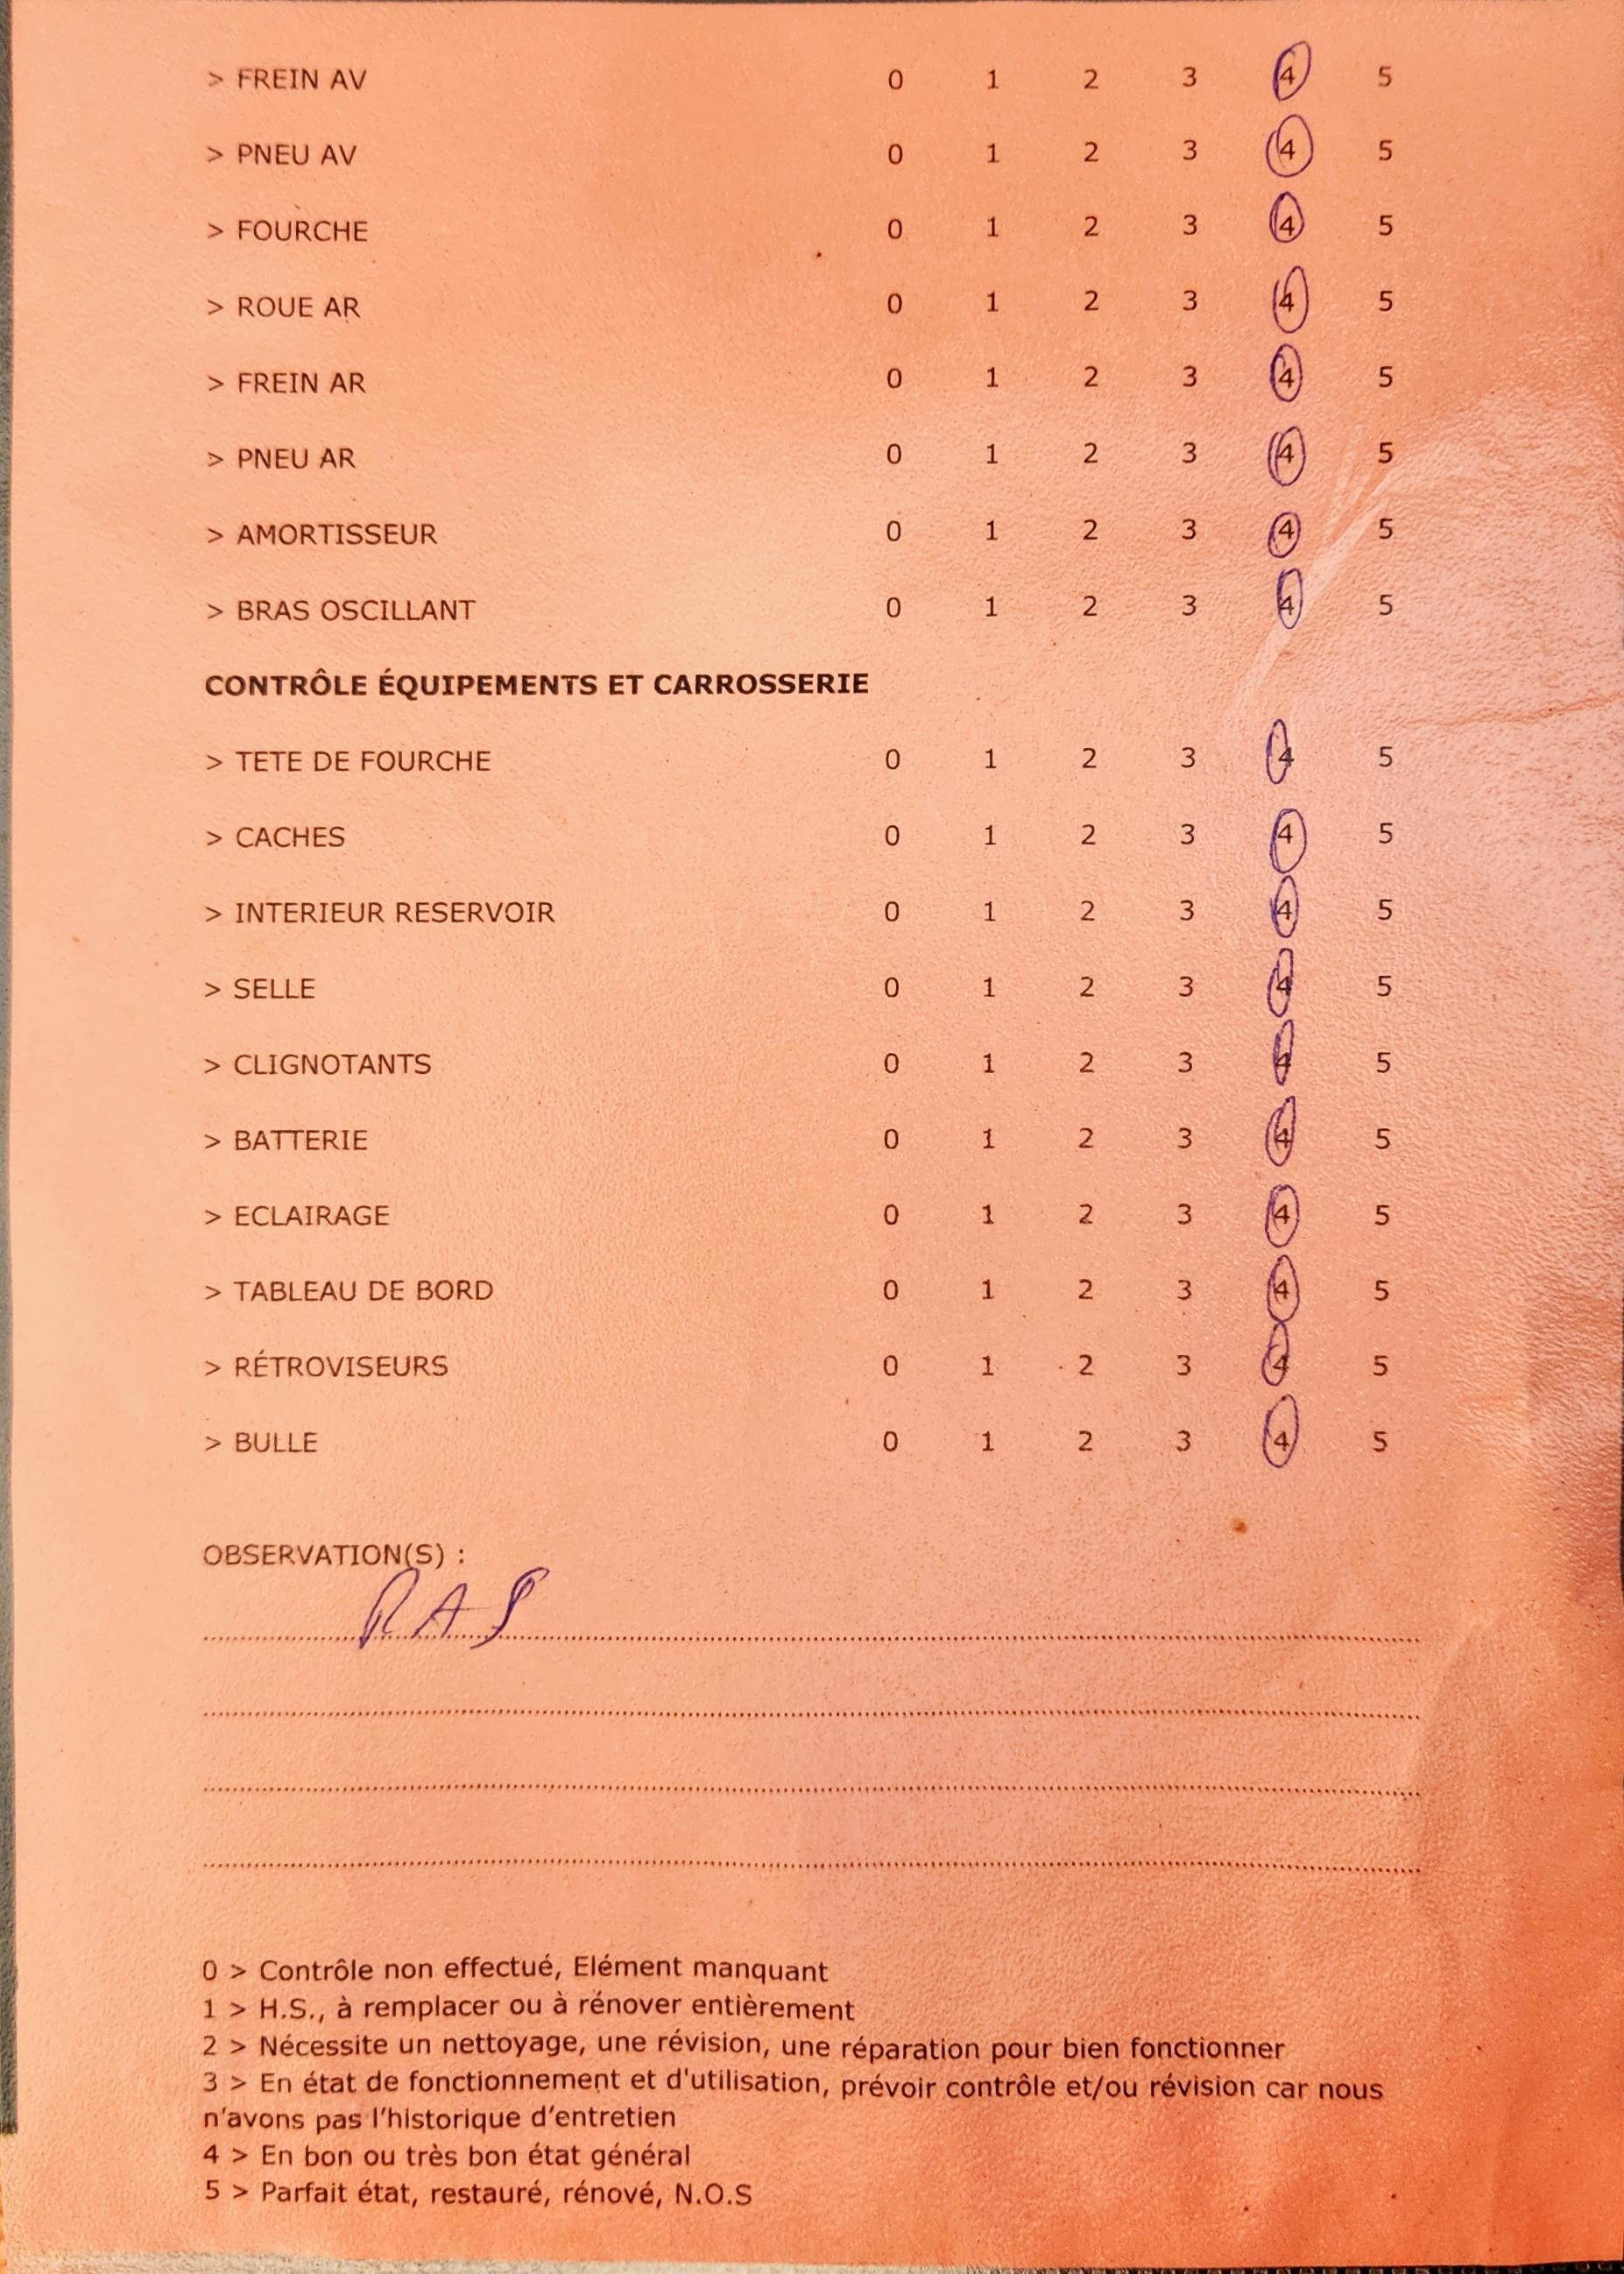 > FREIN AV 0 1 2 3 4 5
> PNEU AV 0 1 2 3 4 5
> FOURCHE 0 1 2 3 4 5
> ROUE AR 0 1 2 3 4 5
> FREIN AR 0 1 2 3 4 5
> PNEU AR 0 1 2 3 4 5
> AMORTISSEUR 0 1 2 3 4 5
> BRAS OSCILLANT 0 1 2 3 4 5
CONTRÔLE ÉQUIPEMENTS ET CARROSSERIE
> TETE DE FOURCHE 0 1 2 3 4 5
> CACHES 0 1 2 3 4 5
> INTERIEUR RESERVOIR 0 1 2 3 4 5
> SELLE 0 1 2 3 4 5
> CLIGNOTANTS 0 1 2 3 4 5
> BATTERIE 0 1 2 3 4 5
> ECLAIRAGE 0 1 2 3 4 5
> TABLEAU DE BORD 0 1 2 3 4 5
> RÉTROVISEURS 0 1 2 3 4 5
> BULLE 0 1 2 3 4 5
OBSERVATION(S) :
RAS
0 > Contrôle non effectué, Elément manquant
1 > H.S., à remplacer ou à rénover entièrement
2 > Nécessite un nettoyage, une révision, une réparation pour bien fonctionner
3 > En état de fonctionnement et d'utilisation, prévoir contrôle et/ou révision car nous
n'avons pas l'historique d'entretien
4 > En bon ou très bon état général
5 > Parfait état, restauré, rénové, N.O.S